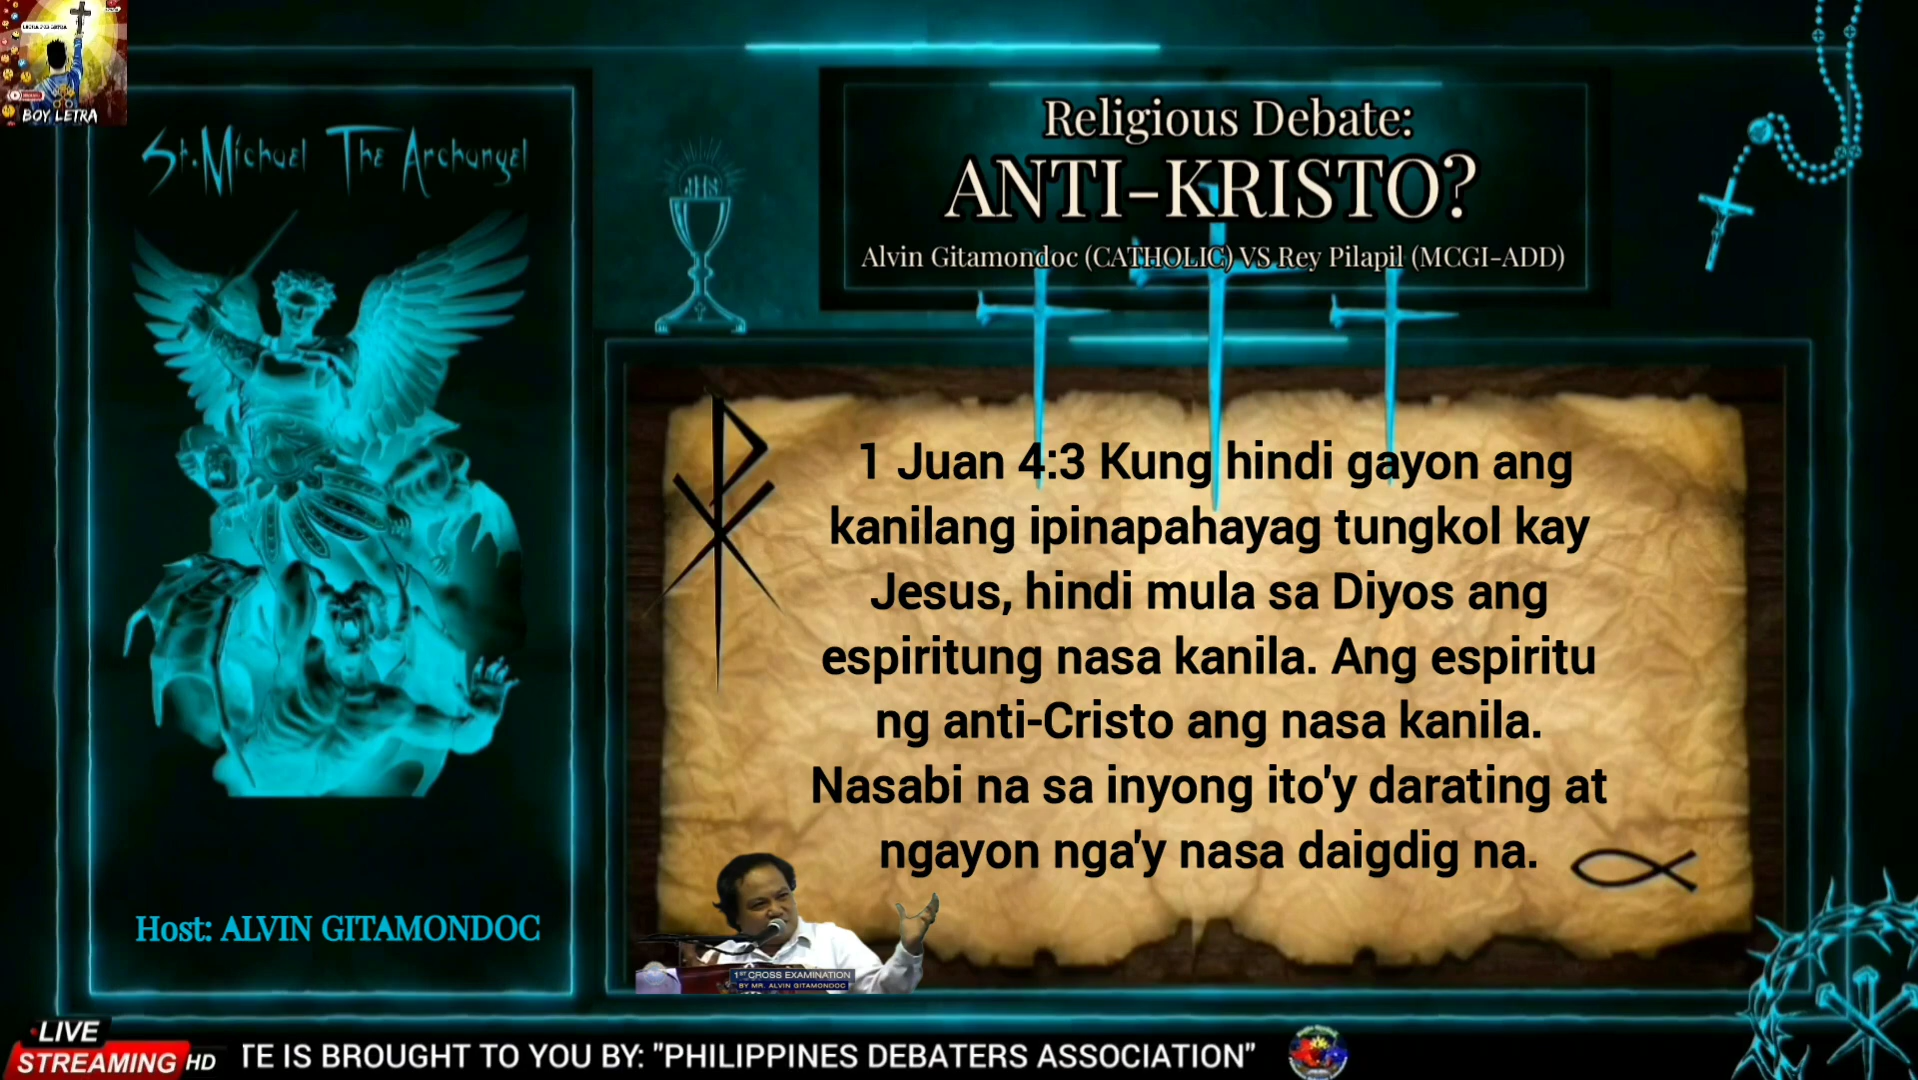 BOY LETRA
St. Michael The Archangel
IHS
Religious Debate:
ANTI-KRISTO?
Alvin Gitamondoc (CATHOLIC) VS Rey Pilapil (MCGI-ADD)
1 Juan 4:3 Kung hindi gayon ang
kanilang ipinapahayag tungkol kay
Jesus, hindi mula sa Diyos ang
espiritung nasa kanila. Ang espiritu
ng anti-Cristo ang nasa kanila.
Nasabi na sa inyong ito'y darating at
ngayon nga'y nasa daigdig na.
Host: ALVIN GITAMONDOC
1ST CROSS EXAMINATION
BY MR. ALVIN GITAMONDOC
LIVE
STREAMING HD
TE IS BROUGHT TO YOU BY: "PHILIPPINES DEBATERS ASSOCIATION"